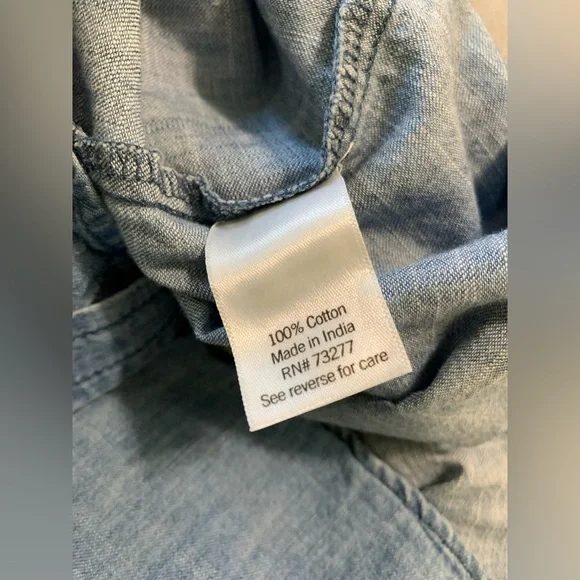 100% Cotton
Made in India
RN# 73277
See reverse for care